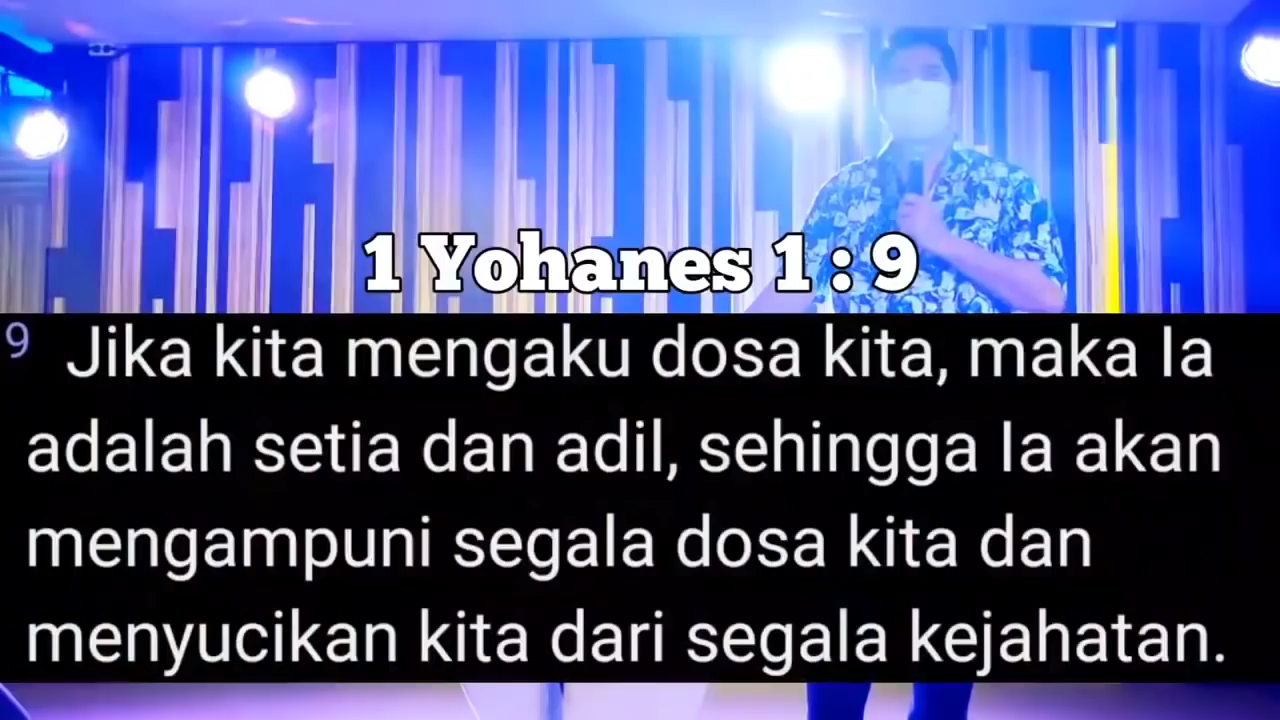 1 Yohanes 1 : 9
9 Jika kita mengaku dosa kita, maka Ia
adalah setia dan adil, sehingga Ia akan
mengampuni segala dosa kita dan
menyucikan kita dari segala kejahatan.